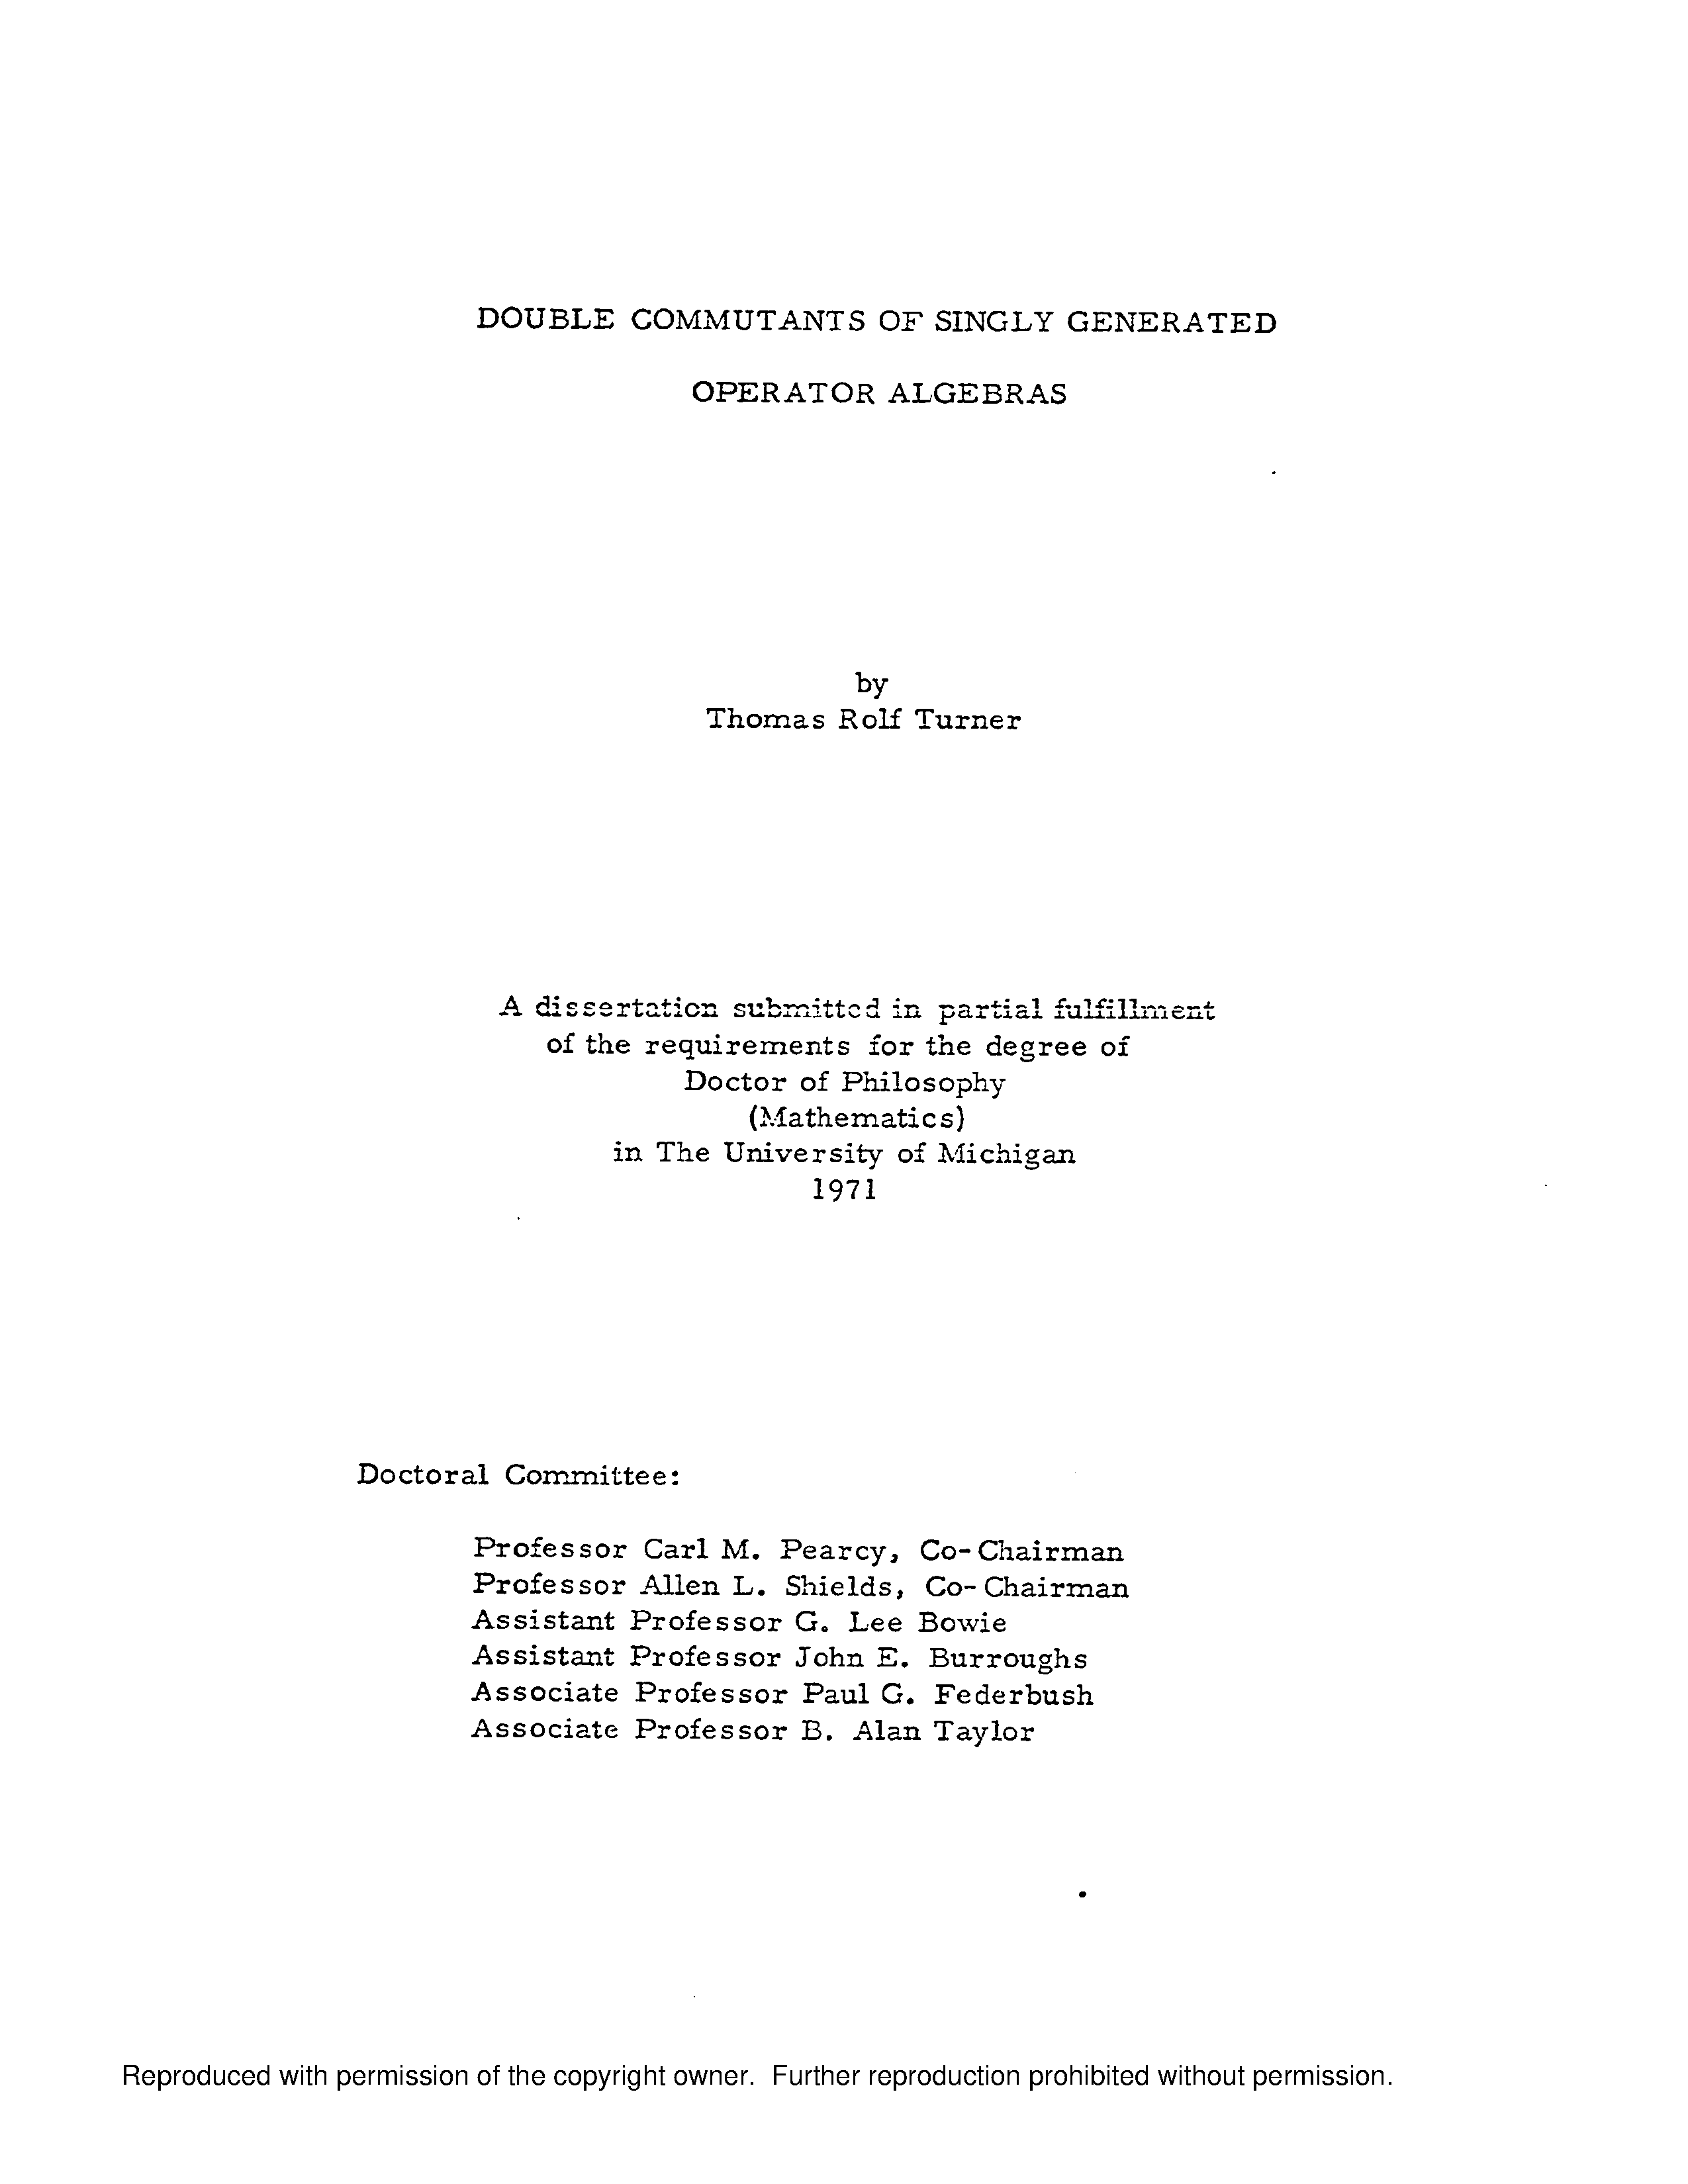 DOUBLE COMMUTANTS OF SINGLY GENERATED
OPERATOR ALGEBRAS
by
Thomas Rolf Turner
A dissertation submitted in partial fulfillment
of the requirements for the degree of
Doctor of Philosophy
(Mathematics)
in The University of Michigan
1971
Doctoral Committee:
Professor Carl M. Pearcy, Co-Chairman
Professor Allen L. Shields, Co-Chairman
Assistant Professor G. Lee Bowie
Assistant Professor John E. Burroughs
Associate Professor Paul G. Federbush
Associate Professor B. Alan Taylor
Reproduced with permission of the copyright owner. Further reproduction prohibited without permission.